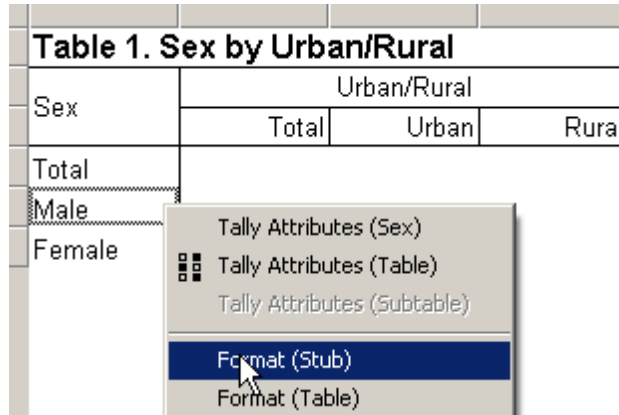 Table 1. Sex by Urban/Rural
Urban/Rural
Sex
Total Urban Rura
Total
Male
Female
Tally Attributes (Sex)
Tally Attributes (Table)
Tally Attributes (Subtable)
Format (Stub)
Format (Table)